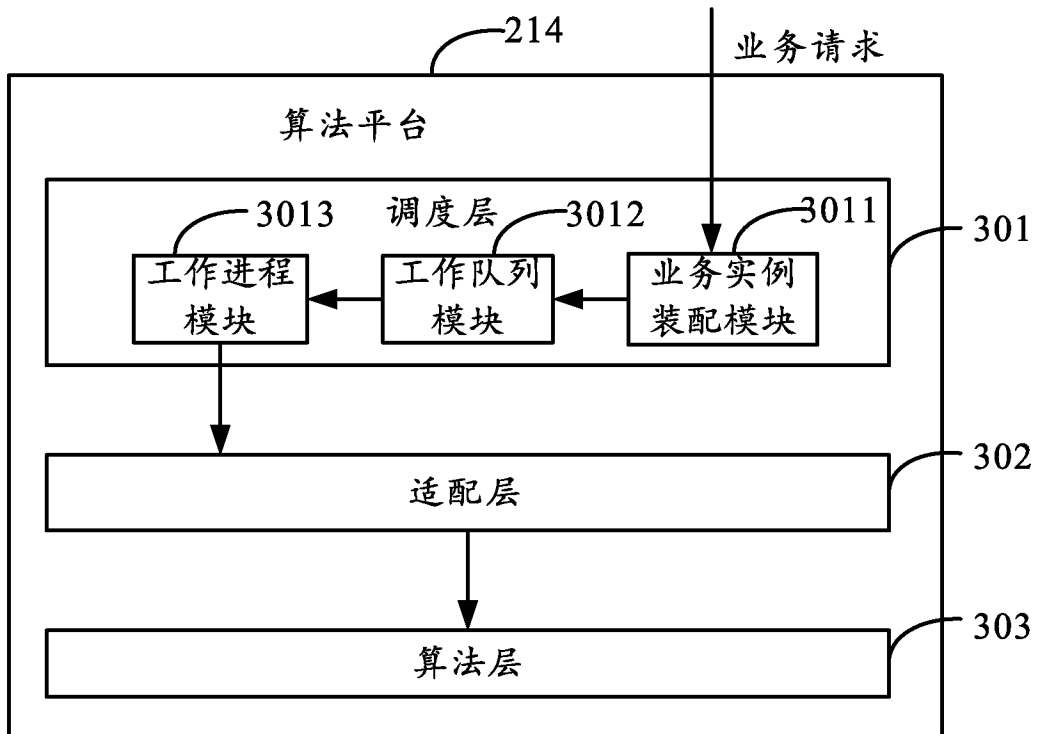 214
业务请求
算法平台
调度层
301
3013
3012
3011
工作进程
模块
工作队列
模块
业务实例
装配模块
302
适配层
303
算法层